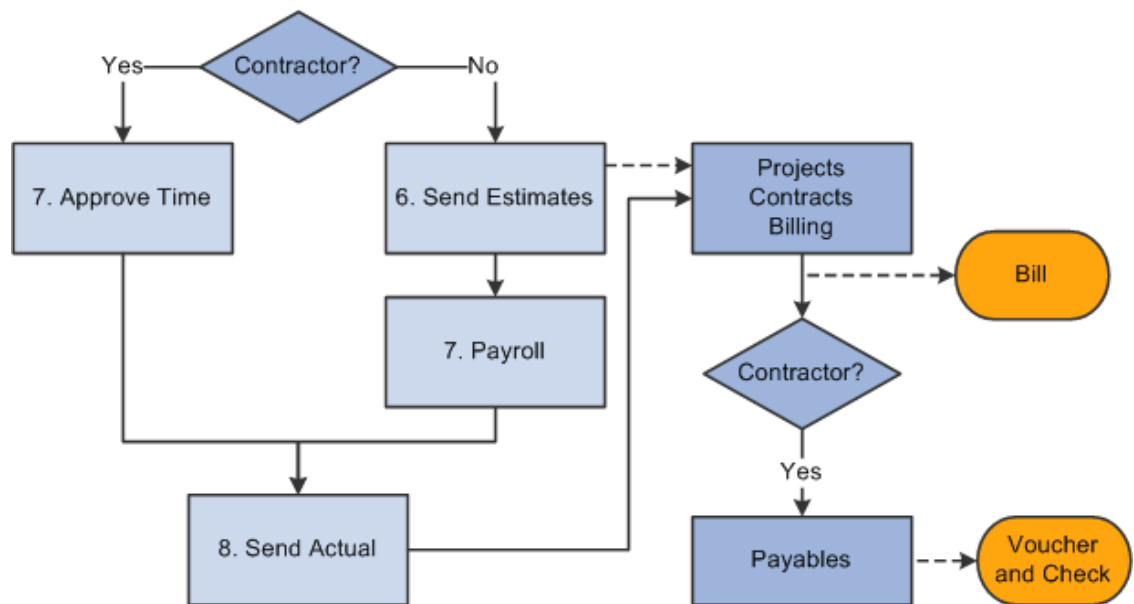 Contractor?
Yes
No
7. Approve Time
6. Send Estimates
Projects
Contracts
Billing
Bill
7. Payroll
Contractor?
Yes
8. Send Actual
Payables
Voucher
and Check